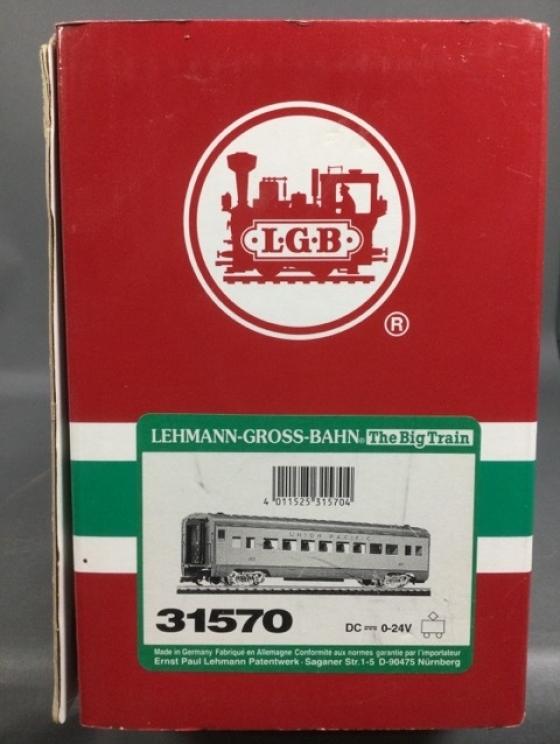 L·G·B
®
LEHMANN-GROSS-BAHN® The Big Train
4 011525 315704
UNION PACIFIC
31570
DC 0-24V
Made in Germany Fabriqué en Allemagne Conformité aux normes garantie par l'importateur
Ernst Paul Lehmann Patentwerk · Saganer Str.1-5 D-90475 Nürnberg